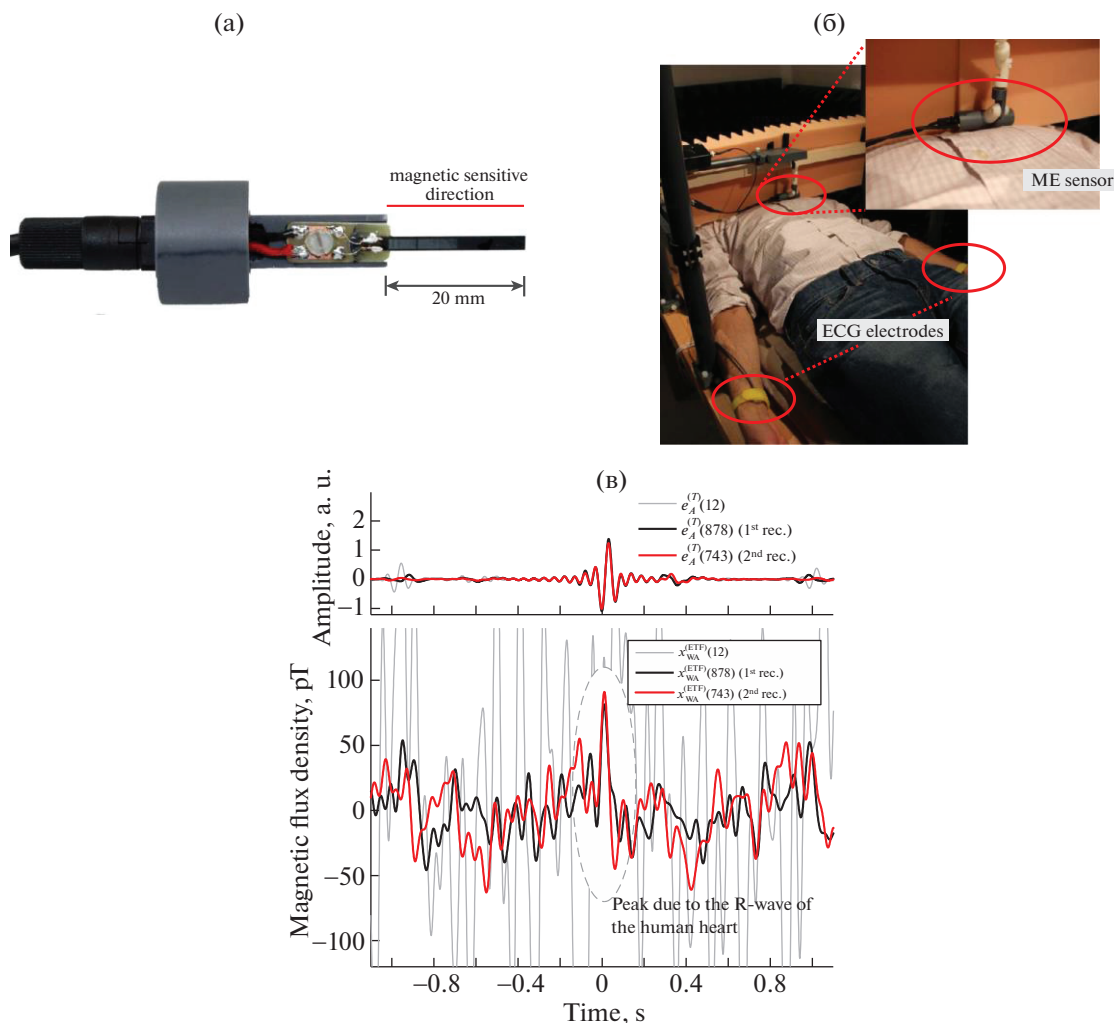 (а)
magnetic sensitive
direction
20 mm
(б)
ME sensor
ECG electrodes
(в)
Amplitude, a. u.
2
1
0
−1
e_A^(T)(12)
e_A^(T)(878) (1st rec.)
e_A^(T)(743) (2nd rec.)
Magnetic flux density, pT
100
50
0
−50
−100
x_WA^(ETF)(12)
x_WA^(ETF)(878) (1st rec.)
x_WA^(ETF)(743) (2nd rec.)
Peak due to the R-wave of
the human heart
−0.8
−0.4
0
0.4
0.8
Time, s